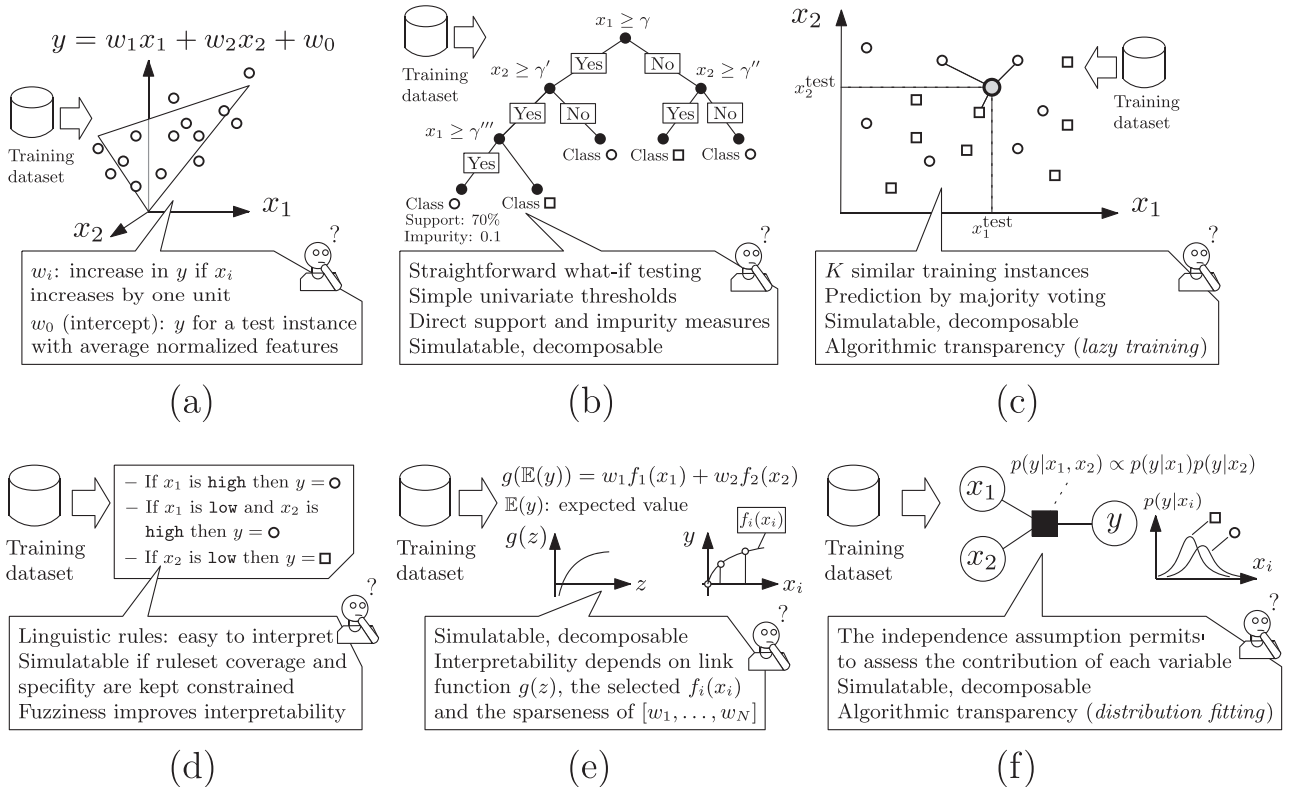 y = w₁x₁ + w₂x₂ + w₀
Training
dataset
x₁
x₂
?
wᵢ: increase in y if xᵢ
increases by one unit
w₀ (intercept): y for a test instance
with average normalized features
(a)
Training
dataset
x₁ ≥ γ
Yes
No
x₂ ≥ γ′
x₂ ≥ γ″
Yes
No
Yes
No
x₁ ≥ γ‴
Yes
Class
Class
Class
Class
Class
Support: 70%
Impurity: 0.1
?
Straightforward what-if testing
Simple univariate thresholds
Direct support and impurity measures
Simulatable, decomposable
(b)
x₂
x₂ᵗᵉˢᵗ
Training
dataset
x₁
x₁ᵗᵉˢᵗ
?
K similar training instances
Prediction by majority voting
Simulatable, decomposable
Algorithmic transparency (lazy training)
(c)
Training
dataset
– If x₁ is high then y =
– If x₁ is low and x₂ is
high then y =
– If x₂ is low then y =
?
Linguistic rules: easy to interpret
Simulatable if ruleset coverage and
specifity are kept constrained
Fuzziness improves interpretability
(d)
Training
dataset
g(𝔼(y)) = w₁f₁(x₁) + w₂f₂(x₂)
𝔼(y): expected value
g(z)
z
y
fᵢ(xᵢ)
xᵢ
?
Simulatable, decomposable
Interpretability depends on link
function g(z), the selected fᵢ(xᵢ)
and the sparseness of [w₁, . . . , w_N]
(e)
Training
dataset
p(y|x₁, x₂) ∝ p(y|x₁)p(y|x₂)
x₁
x₂
y
p(y|xᵢ)
xᵢ
?
The independence assumption permits
to assess the contribution of each variable
Simulatable, decomposable
Algorithmic transparency (distribution fitting)
(f)